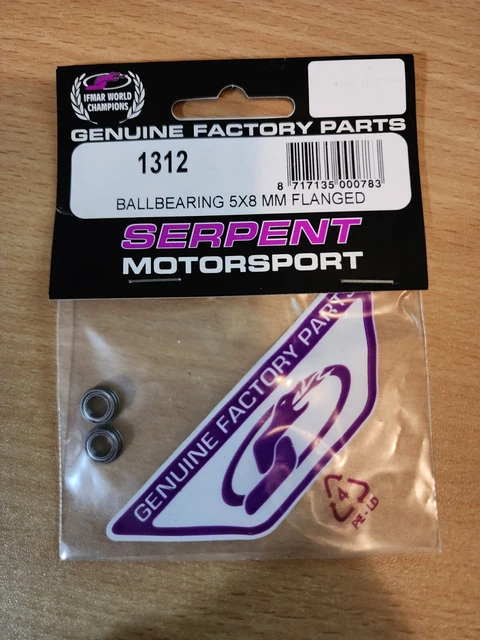 IFMAR WORLD
CHAMPIONS
GENUINE FACTORY PARTS
1312
8 717135 000783
BALLBEARING 5X8 MM FLANGED
SERPENT
MOTORSPORT
GENUINE FACTORY PARTS
4
PE-LD